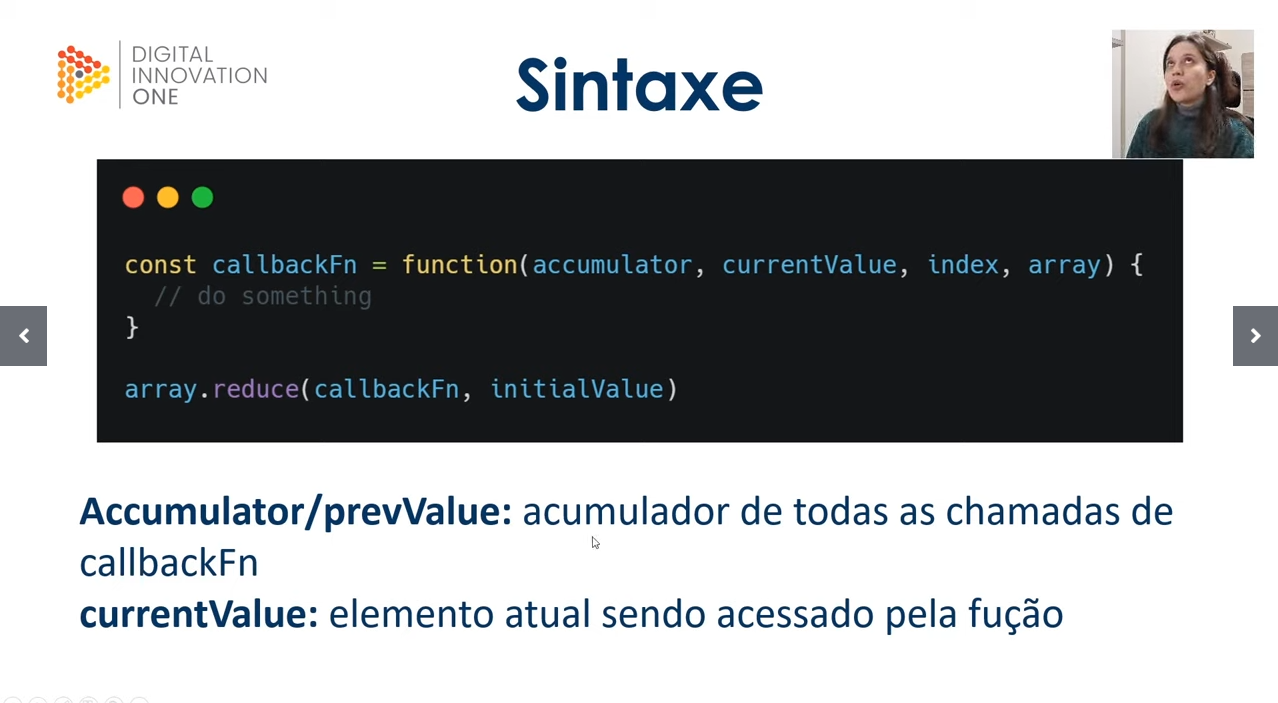 DIGITAL
INNOVATION
ONE
Sintaxe
const callbackFn = function(accumulator, currentValue, index, array) {
// do something
}
array.reduce(callbackFn, initialValue)
Accumulator/prevValue: acumulador de todas as chamadas de
callbackFn
currentValue: elemento atual sendo acessado pela fução